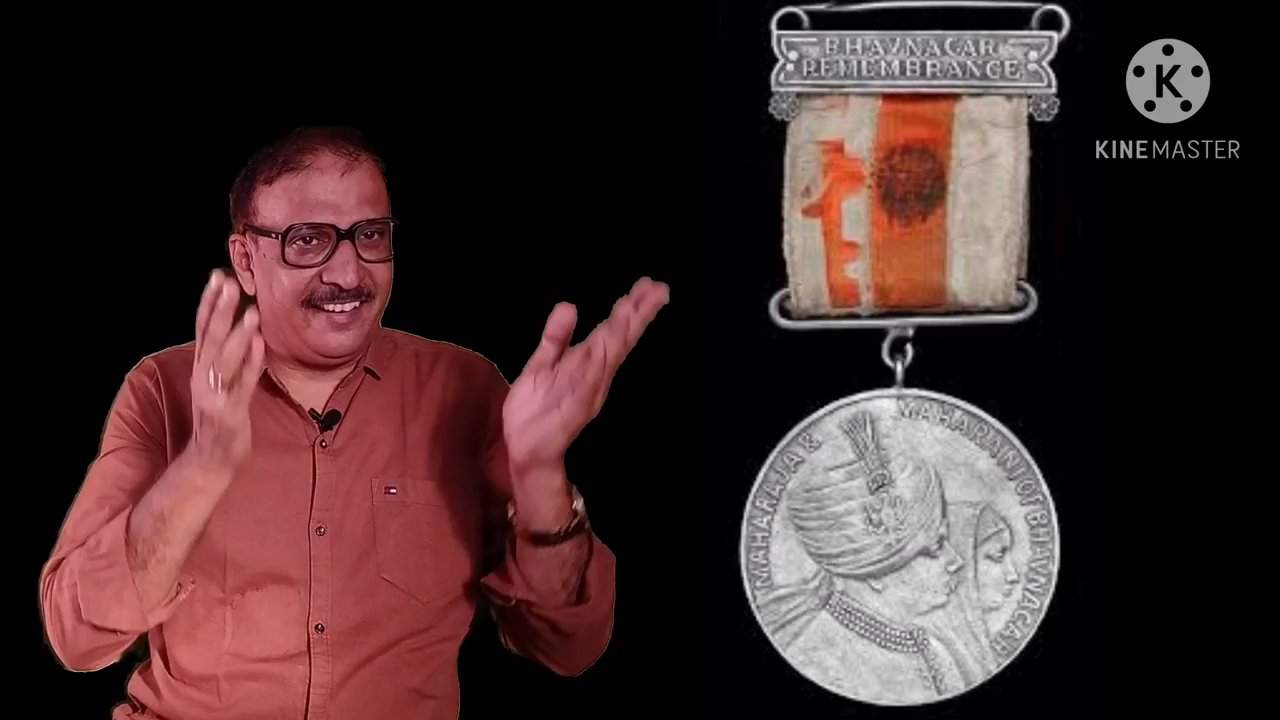 BHAVNAGAR
REMEMBRANCE
MAHARAJA & MAHARANI OF BHAVNAGAR
K
KINEMASTER